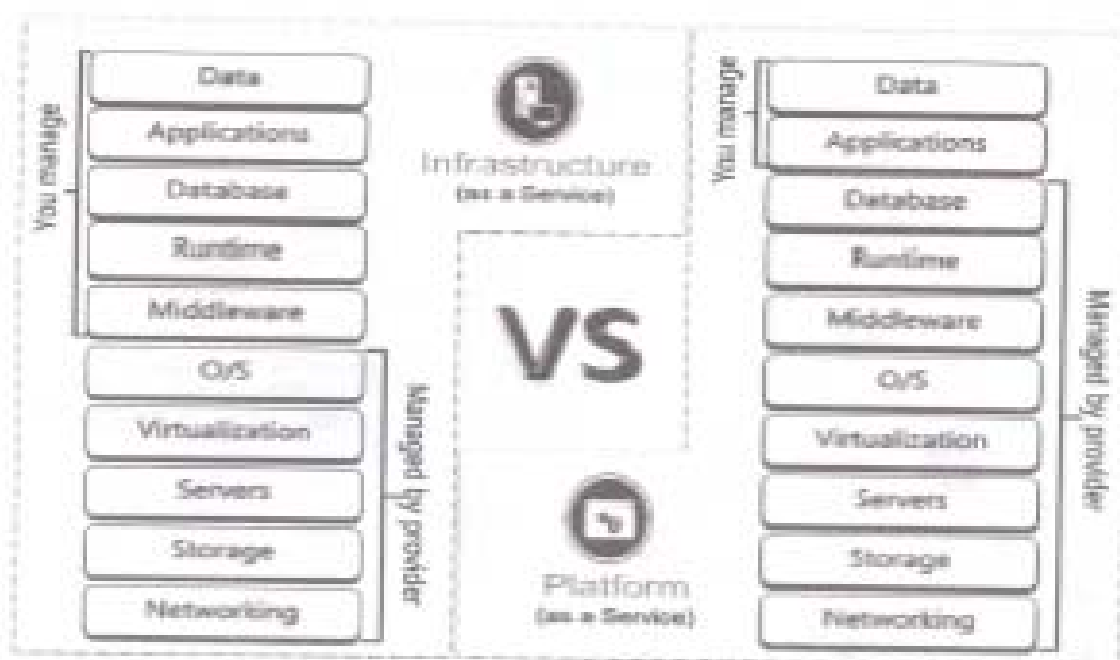 You manage
Data
Applications
Database
Runtime
Middleware
O/S
Virtualization
Servers
Storage
Networking
Managed by provider
Infrastructure
(as a Service)
VS
Platform
(as a Service)
You manage
Data
Applications
Database
Runtime
Middleware
O/S
Virtualization
Servers
Storage
Networking
Managed by provider